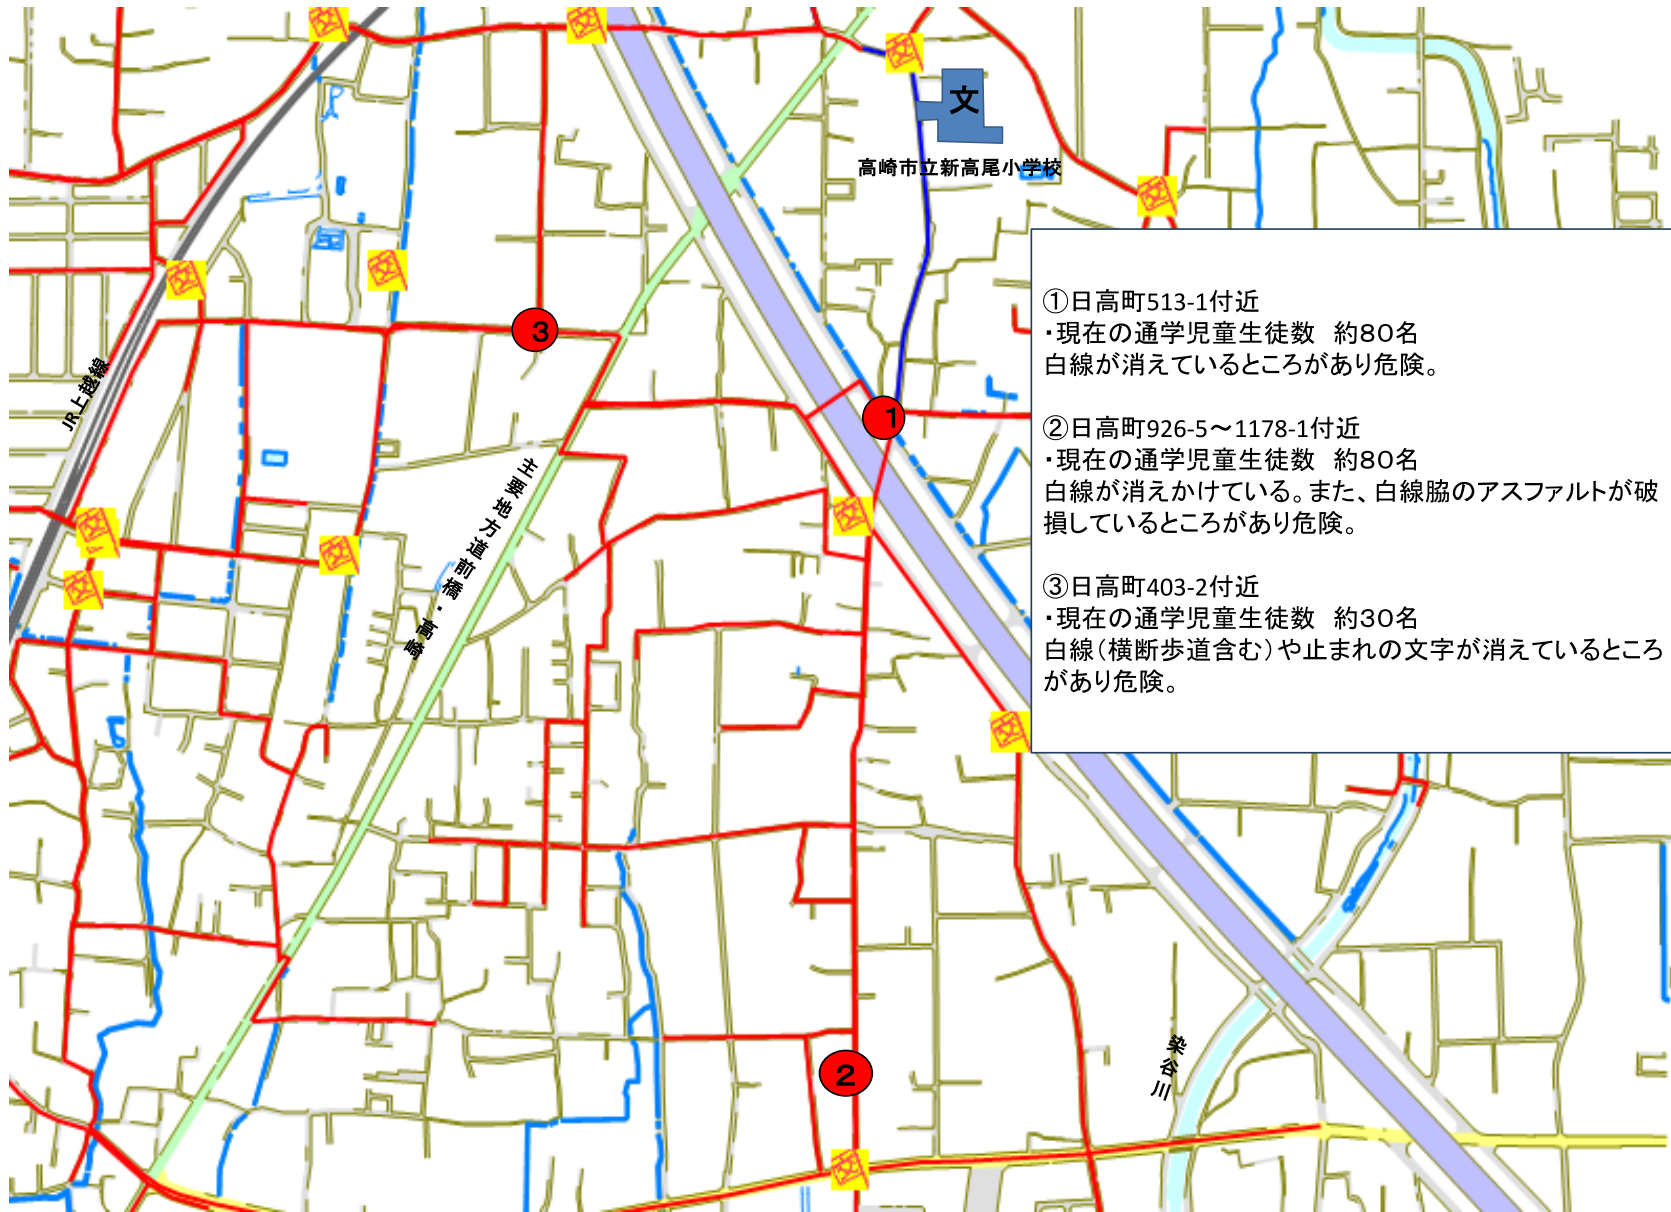 文
高崎市立新高尾小学校
①日高町513-1付近
・現在の通学児童生徒数　約80名
白線が消えているところがあり危険。
②日高町926-5～1178-1付近
・現在の通学児童生徒数　約80名
白線が消えかけている。また、白線脇のアスファルトが破
損しているところがあり危険。
③日高町403-2付近
・現在の通学児童生徒数　約30名
白線（横断歩道含む）や止まれの文字が消えているところ
があり危険。
3
1
JR上越線
主要地方道前橋・高崎
2
染谷川